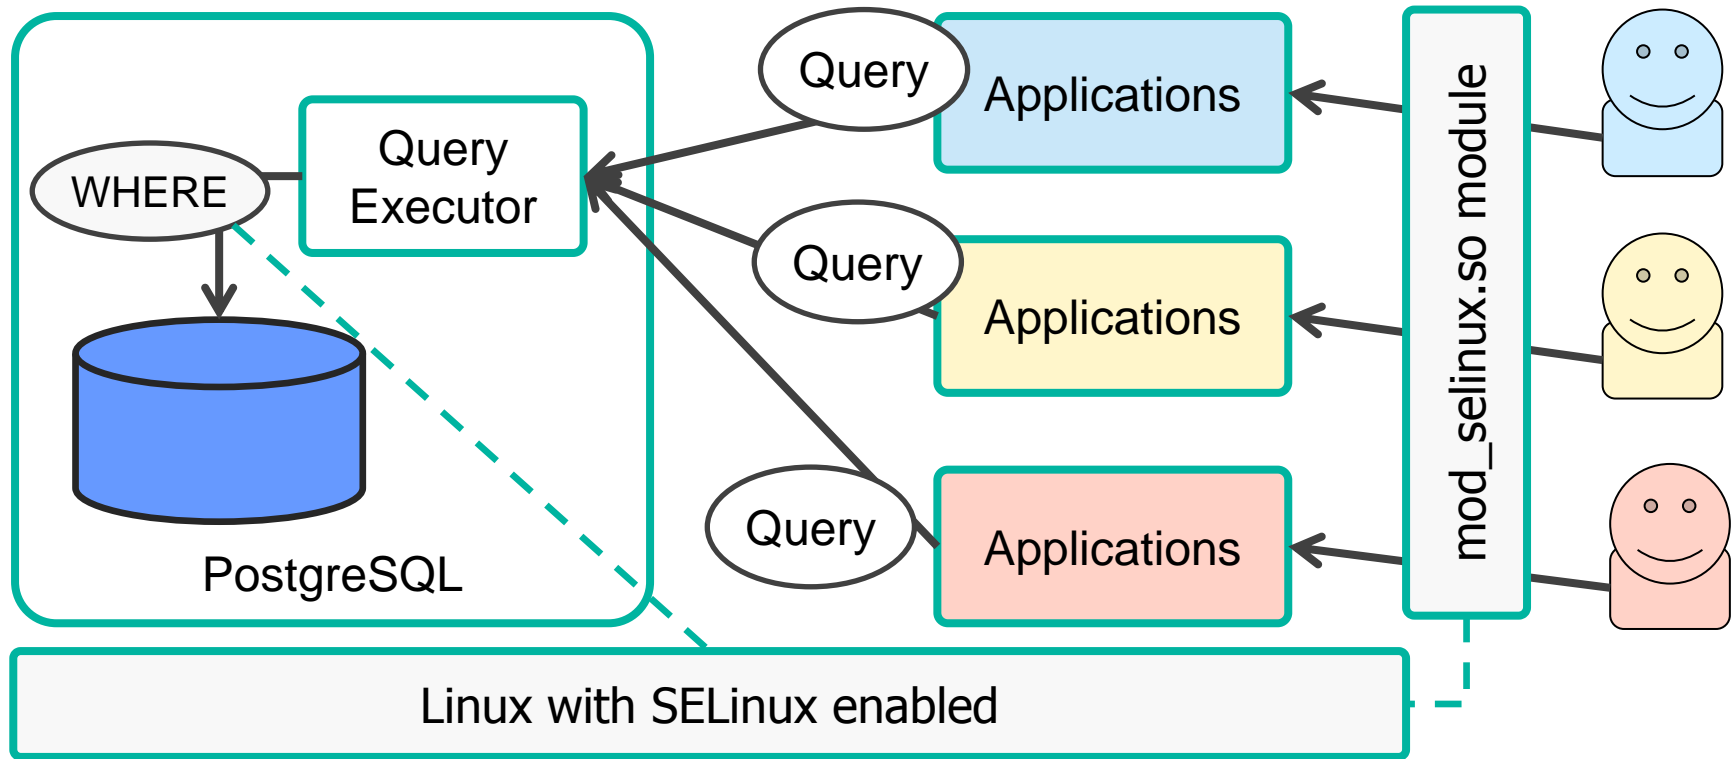 Query
Applications
mod_selinux.so module
Query
Executor
WHERE
Query
Applications
Query
Applications
PostgreSQL
Linux with SELinux enabled